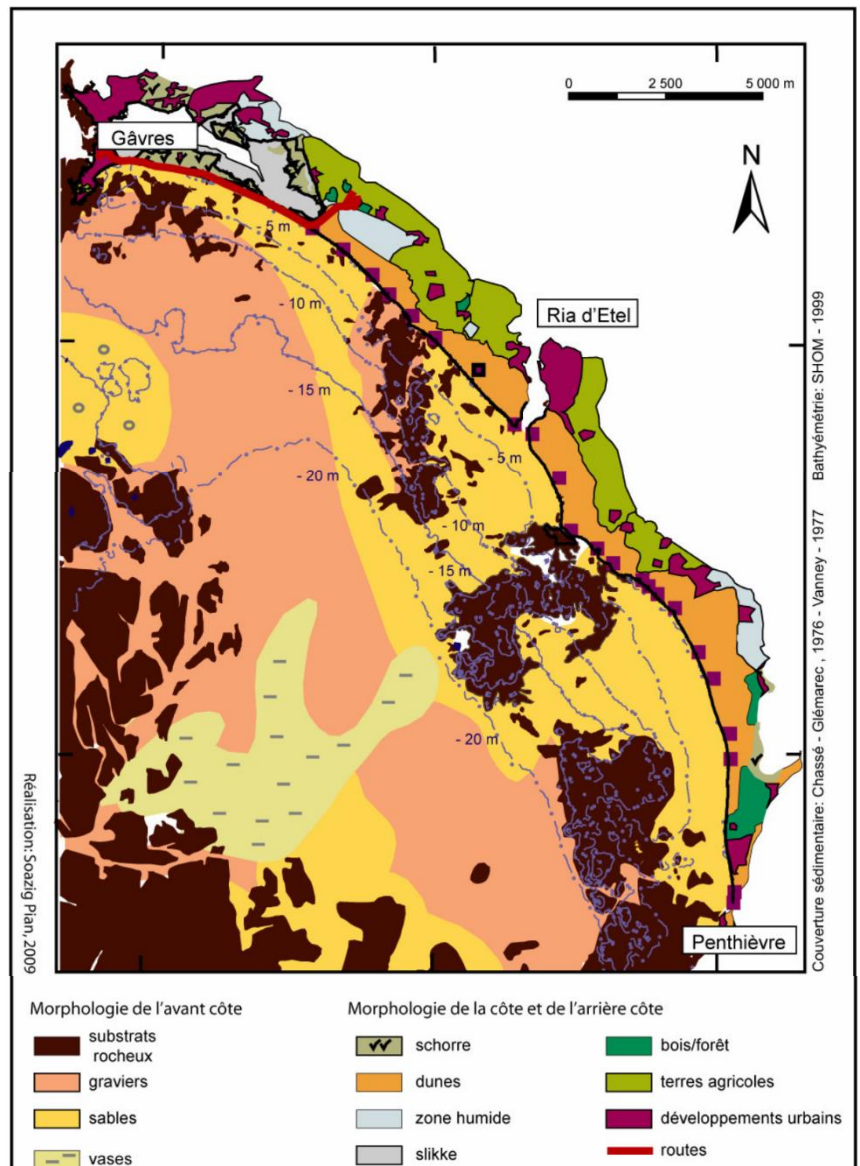 0 2 500 5 000 m
Gâvres
N
- 5 m
- 10 m
Ria d'Etel
- 15 m
- 20 m
- 5 m
- 10 m
- 15 m
- 20 m
Penthièvre
Réalisation: Soazig Pian, 2009
Couverture sédimentaire: Chassé - Glémarec , 1976 - Vanney - 1977 Bathyémétrie: SHOM - 1999
Morphologie de l'avant côte
substrats
rocheux
graviers
sables
vases
Morphologie de la côte et de l'arrière côte
schorre
dunes
zone humide
slikke
bois/forêt
terres agricoles
développements urbains
routes